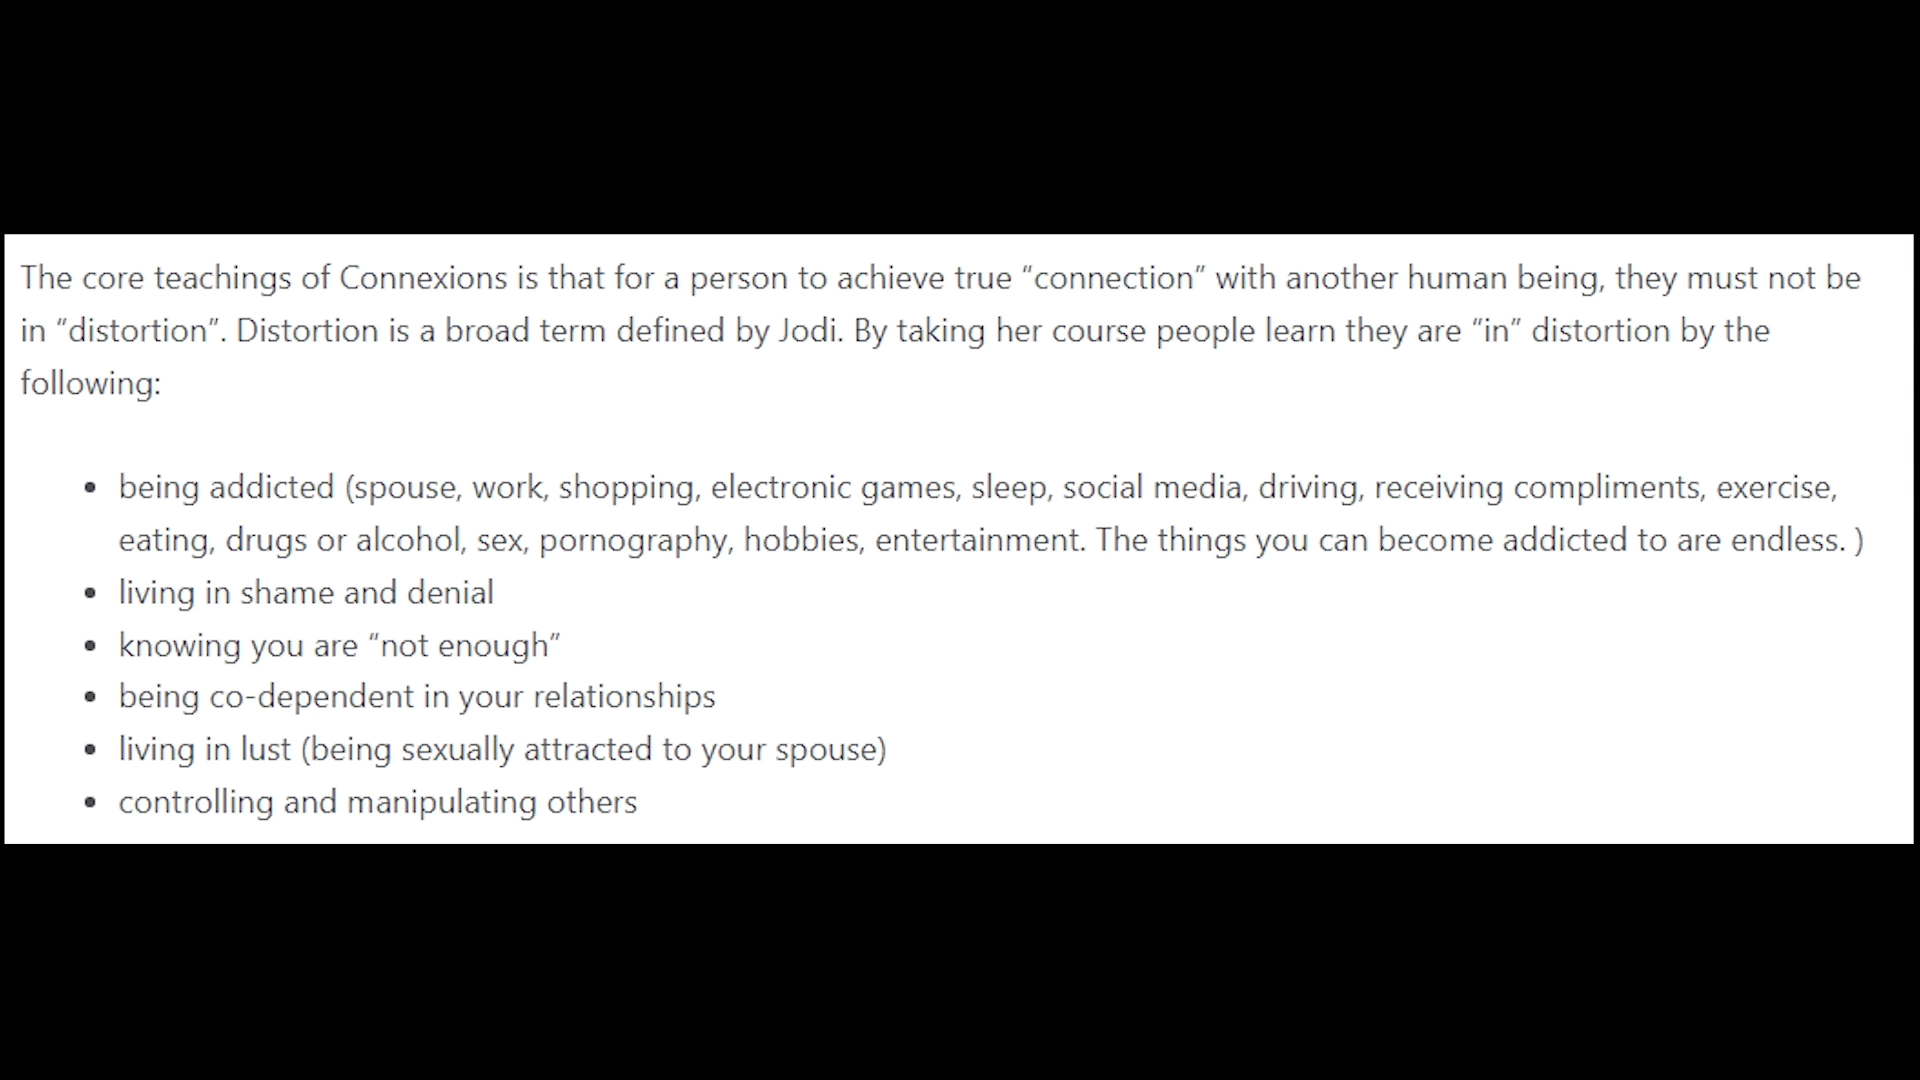 The core teachings of Connexions is that for a person to achieve true “connection” with another human being, they must not be
in “distortion”. Distortion is a broad term defined by Jodi. By taking her course people learn they are “in” distortion by the
following:
• being addicted (spouse, work, shopping, electronic games, sleep, social media, driving, receiving compliments, exercise,
eating, drugs or alcohol, sex, pornography, hobbies, entertainment. The things you can become addicted to are endless. )
• living in shame and denial
• knowing you are “not enough”
• being co-dependent in your relationships
• living in lust (being sexually attracted to your spouse)
• controlling and manipulating others